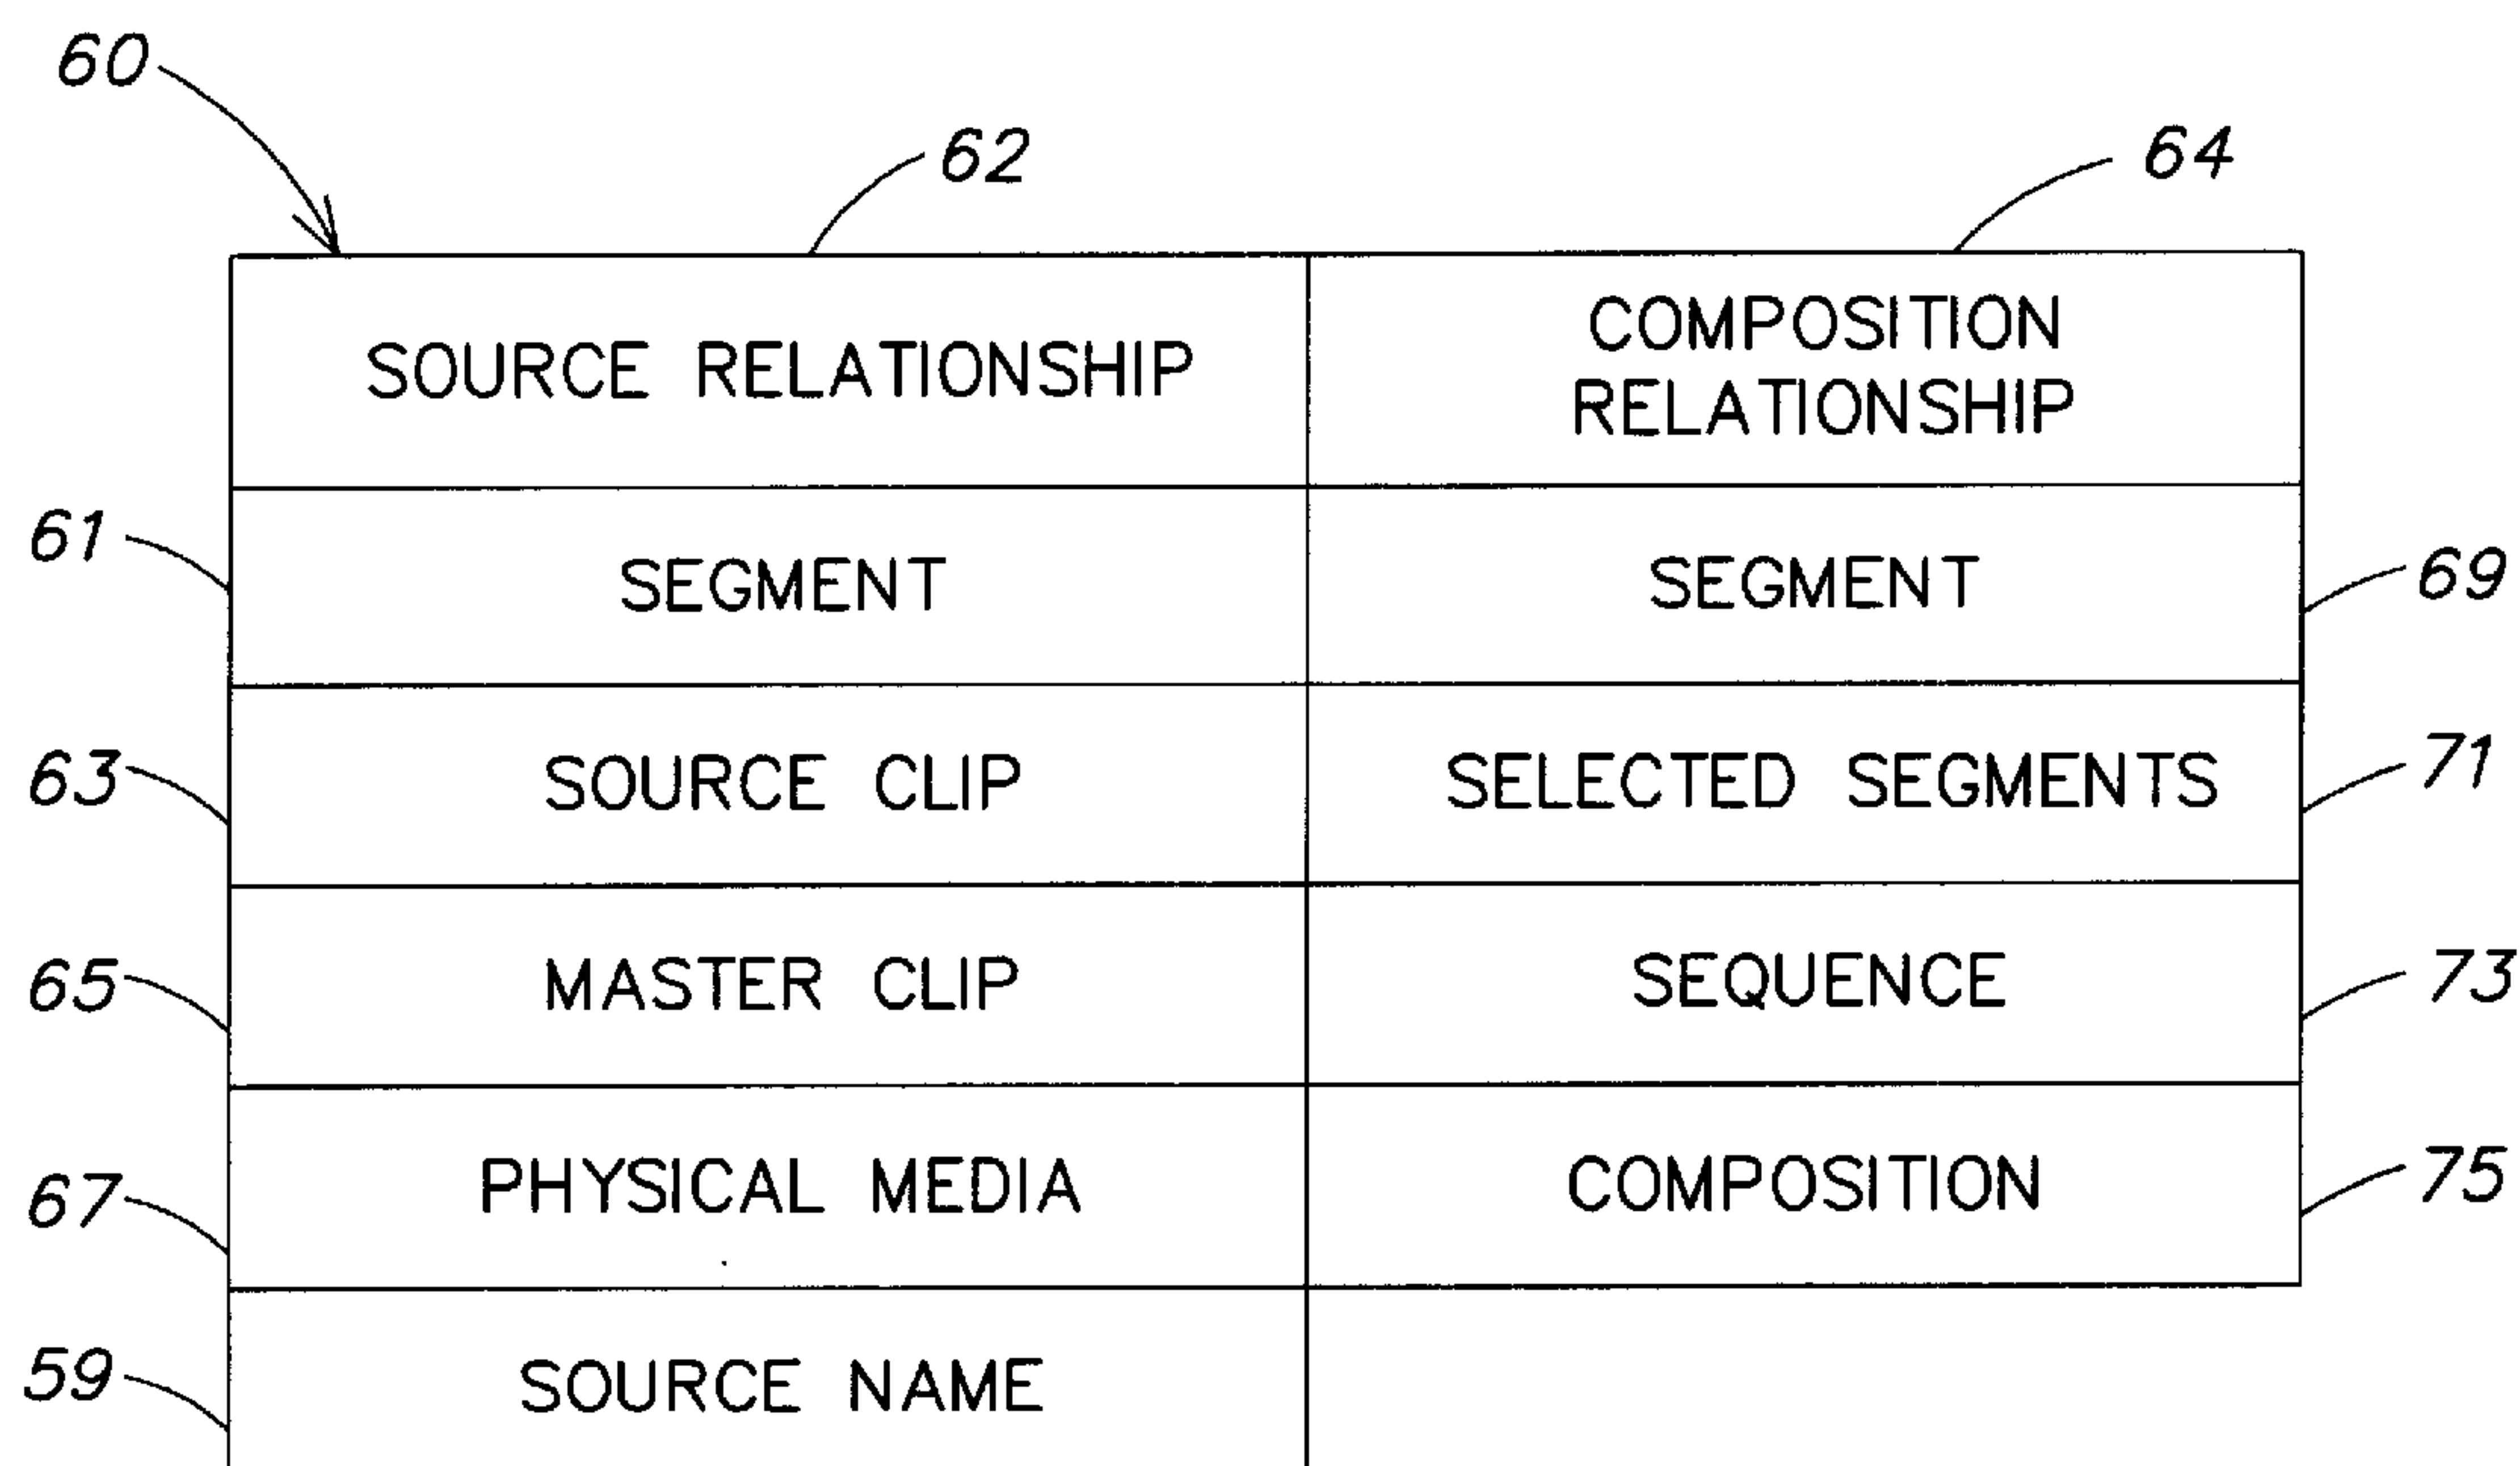 60
62
64
SOURCE RELATIONSHIP
COMPOSITION
RELATIONSHIP
61
SEGMENT
SEGMENT
69
63
SOURCE CLIP
SELECTED SEGMENTS
71
65
MASTER CLIP
SEQUENCE
73
67
PHYSICAL MEDIA
COMPOSITION
75
59
SOURCE NAME